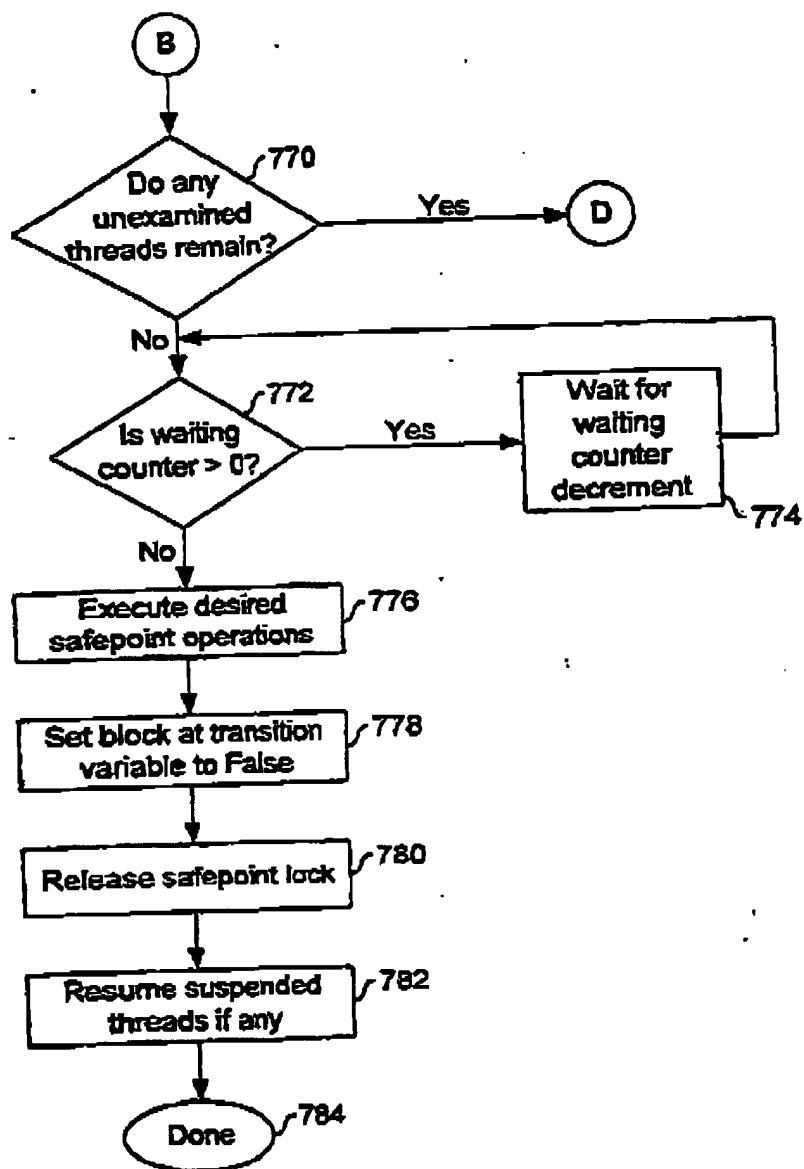 B
770
Do any
unexamined
threads remain?
Yes
D
No
772
Is waiting
counter > 0?
Yes
Wait for
waiting
counter
decrement
774
No
Execute desired
safepoint operations
776
Set block at transition
variable to False
778
Release safepoint lock
780
Resume suspended
threads if any
782
Done
784